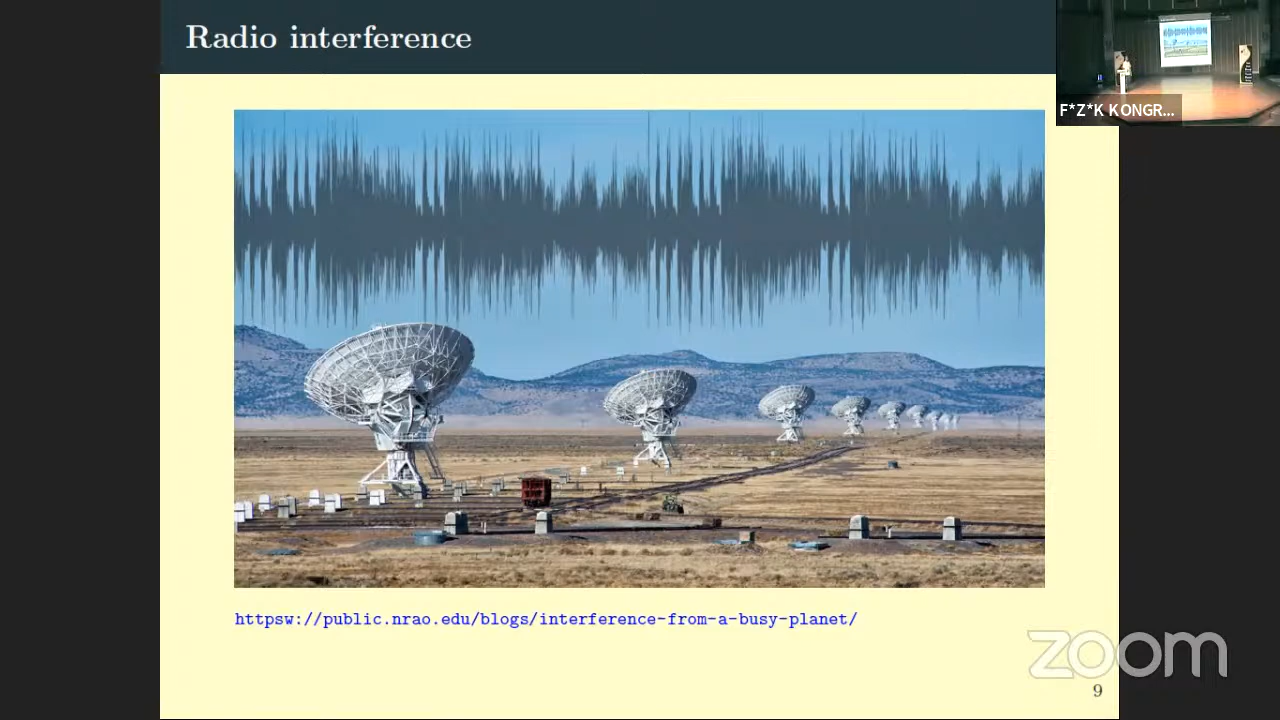 Radio interference
F*Z*K KONGR...
httpsw://public.nrao.edu/blogs/interference-from-a-busy-planet/
zoom
9